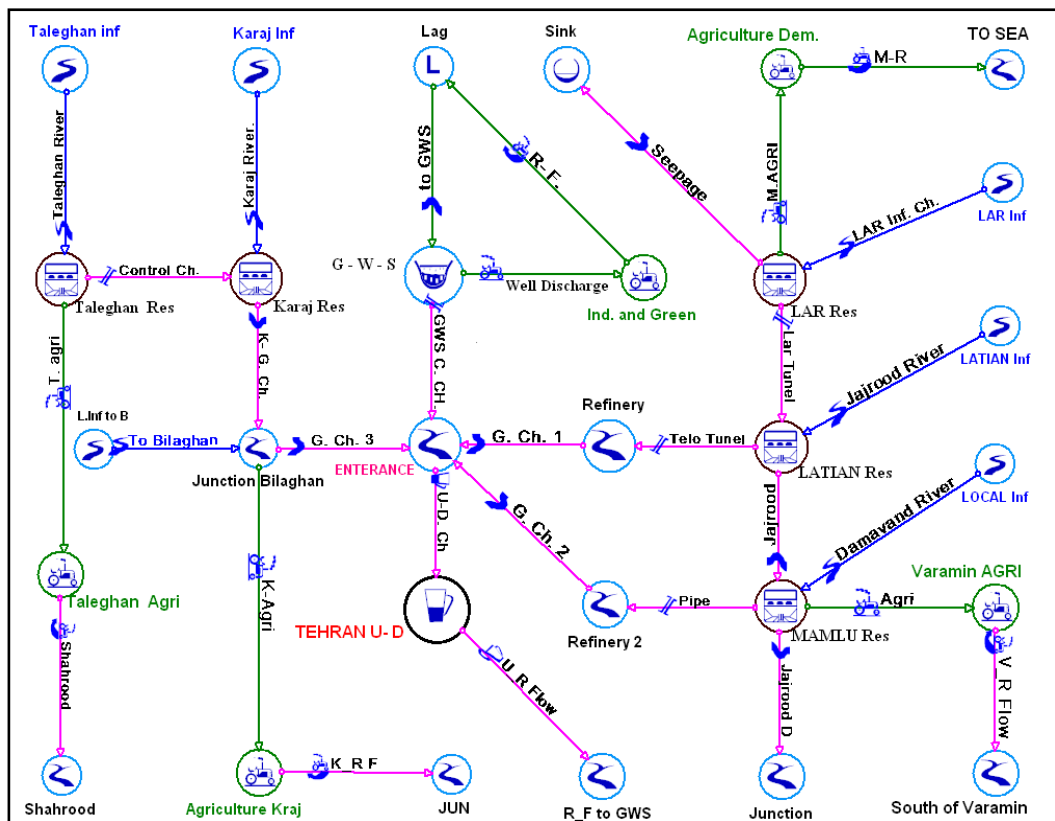 Taleghan inf
Karaj Inf
Lag
Sink
Agriculture Dem.
TO SEA
M-R
L
Taleghan River
Karaj River.
to GWS
R-F.
Seepage
M AGRI
LAR Inf. Ch.
LAR Inf
Control Ch.
Taleghan Res
Karaj Res
G - W - S
Well Discharge
Ind. and Green
LAR Res
T. agri
K- G. Ch.
GWS C. CH.
Lar Tunel
Jajrood River
LATIAN Inf
L.Inf to B
To Bilaghan
Junction Bilaghan
G. Ch. 3
ENTERANCE
G. Ch. 1
Refinery
Telo Tunel
LATIAN Res
U-D. Ch
G. Ch. 2
Jajrood
Damavand River
LOCAL Inf
K-Agri
Taleghan Agri
TEHRAN U- D
Refinery 2
Pipe
MAMLU Res
Agri
Varamin AGRI
Shahrood
U_R Flow
Jajrood D
V_R Flow
K_R F
Shahrood
Agriculture Kraj
JUN
R_F to GWS
Junction
South of Varamin